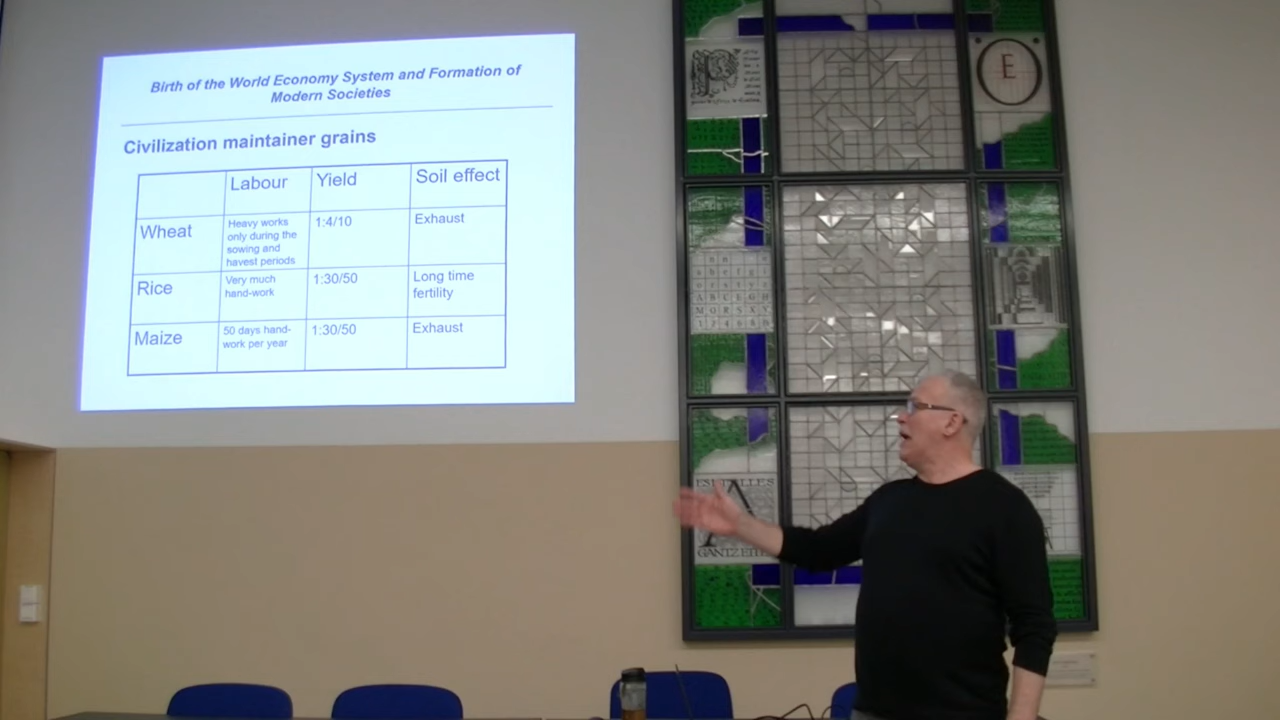 Birth of the World Economy System and Formation of
Modern Societies
Civilization maintainer grains
Labour Yield Soil effect
Wheat
Heavy works
only during the
sowing and
havest periods
1:4/10
Exhaust
Rice
Very much
hand-work
1:30/50
Long time
fertility
Maize
50 days hand-
work per year
1:30/50
Exhaust
P
E
A
GANTZEIT